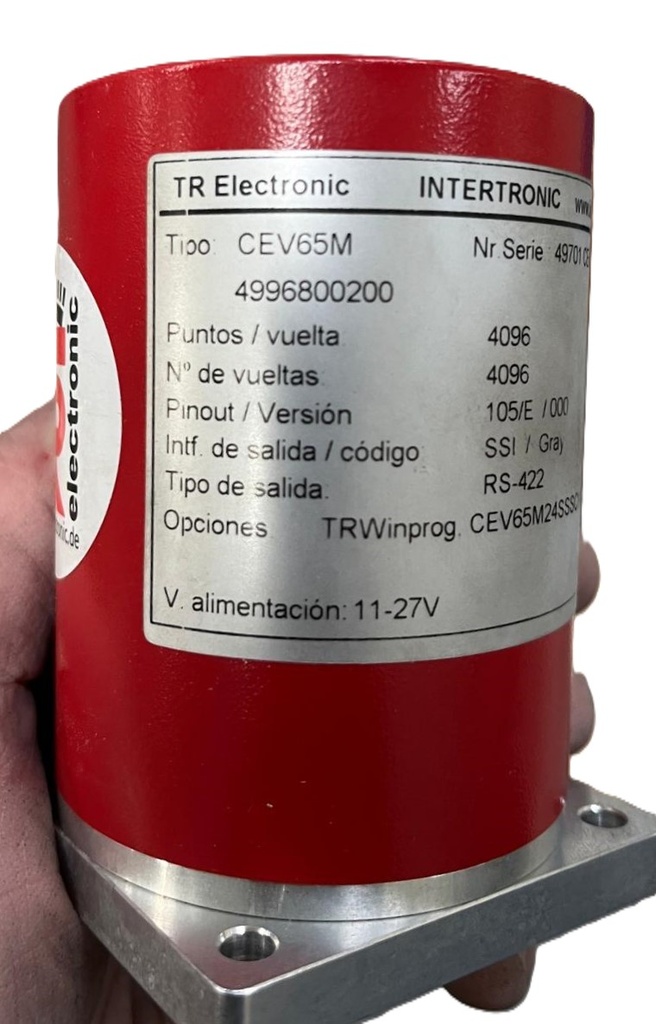 TR Electronic INTERTRONIC
Tipo: CEV65M Nr.Serie 49701
4996800200
Puntos / vuelta 4096
Nº de vueltas: 4096
Pinout / Versión 105/E / 000
Intf. de salida / código SSI / Gray
Tipo de salida: RS-422
Opciones TRWinprog. CEV65M24SSSC
V. alimentación: 11-27V
electronic